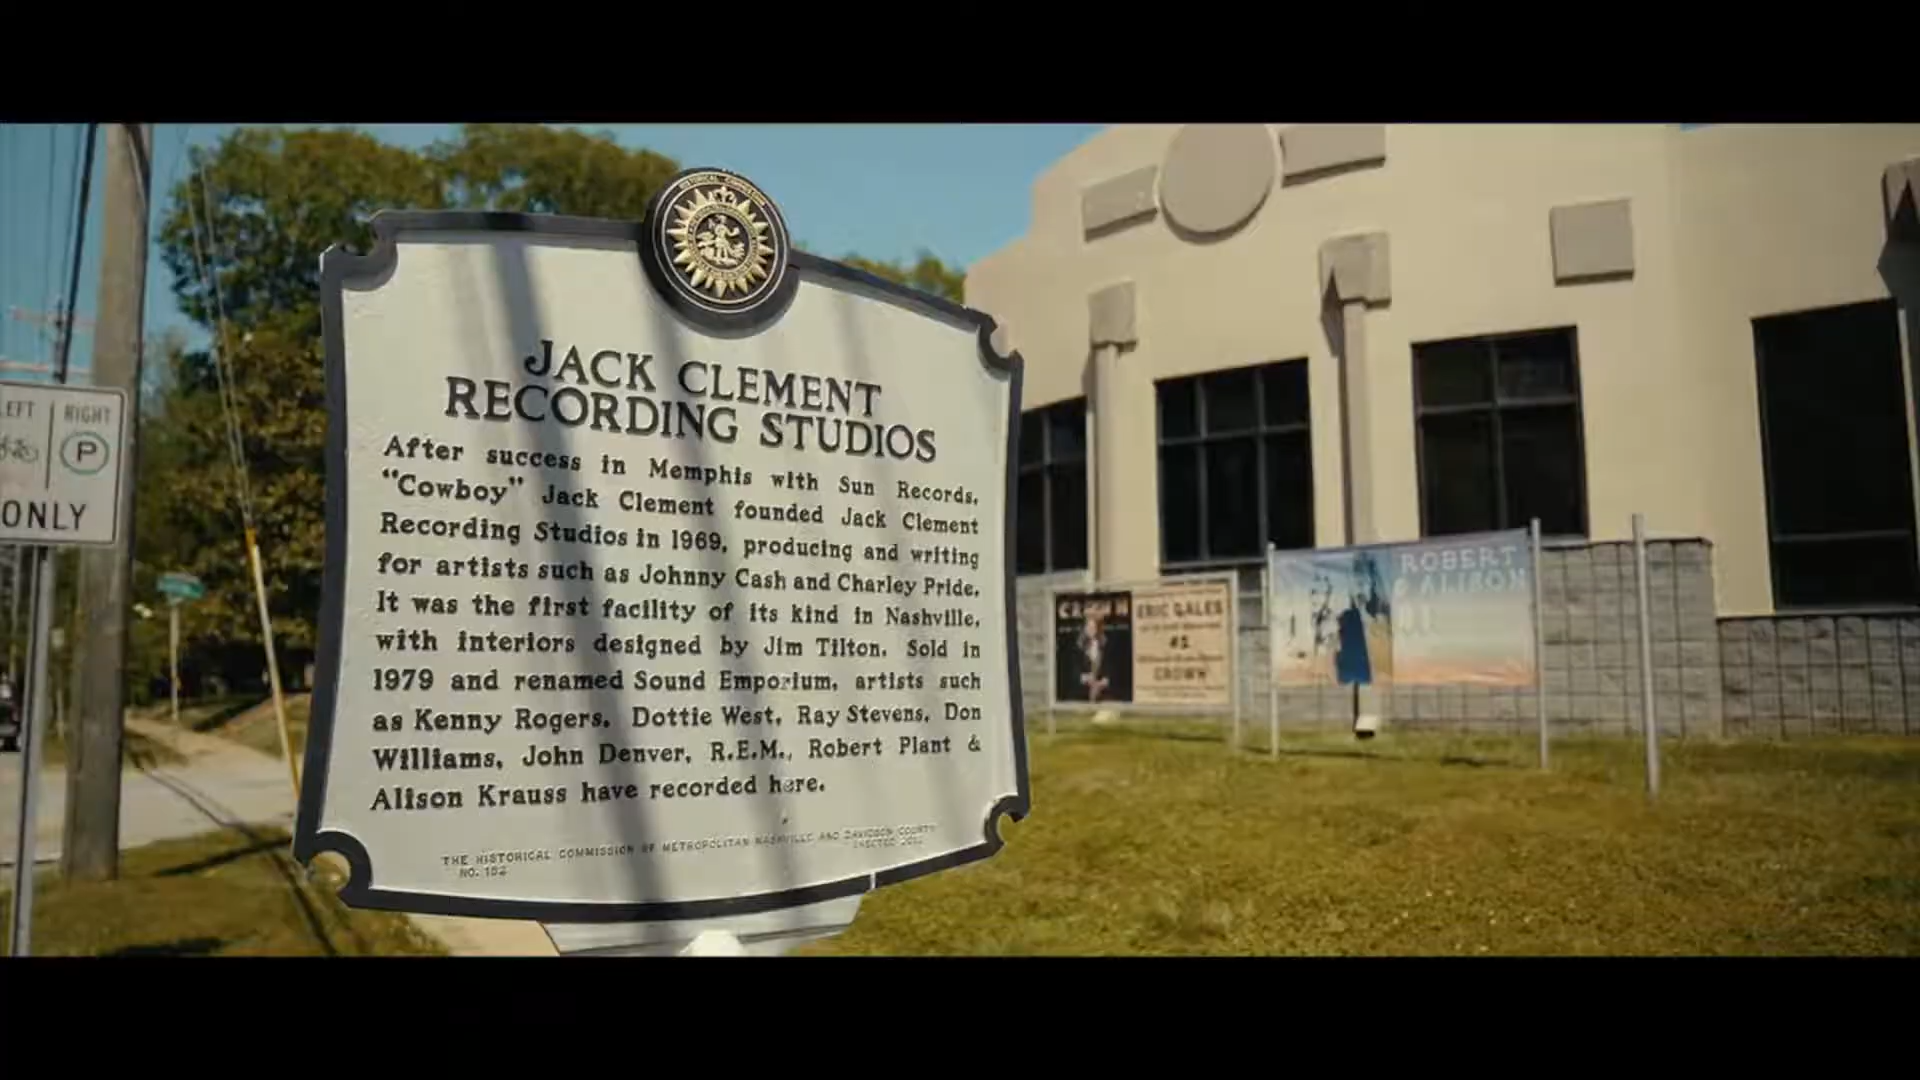 JACK CLEMENT
RECORDING STUDIOS
After success in Memphis with Sun Records,
"Cowboy" Jack Clement founded Jack Clement
Recording Studios in 1969, producing and writing
for artists such as Johnny Cash and Charley Pride.
It was the first facility of its kind in Nashville,
with interiors designed by Jim Tilton. Sold in
1979 and renamed Sound Emporium, artists such
as Kenny Rogers, Dottie West, Ray Stevens, Don
Williams, John Denver, R.E.M., Robert Plant &
Alison Krauss have recorded here.
THE HISTORICAL COMMISSION OF METROPOLITAN NASHVILLE AND DAVIDSON COUNTY
NO. 152
ERECTED
LEFT RIGHT
P
ONLY
ERIC GALES
#1
CROWN
ROBERT
& ALISON